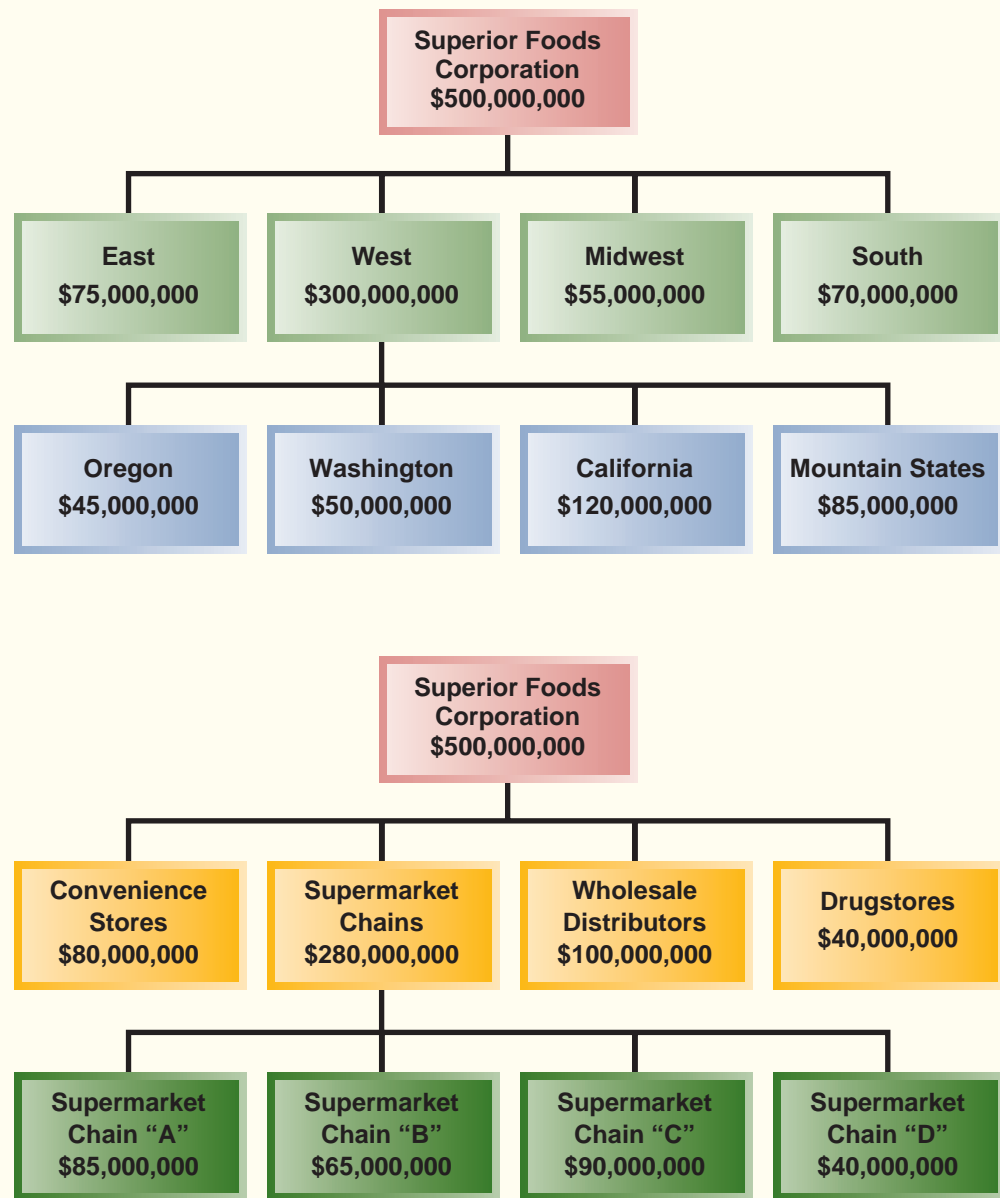 Superior Foods
Corporation
$500,000,000
East
$75,000,000
West
$300,000,000
Midwest
$55,000,000
South
$70,000,000
Oregon
$45,000,000
Washington
$50,000,000
California
$120,000,000
Mountain States
$85,000,000
Superior Foods
Corporation
$500,000,000
Convenience
Stores
$80,000,000
Supermarket
Chains
$280,000,000
Wholesale
Distributors
$100,000,000
Drugstores
$40,000,000
Supermarket
Chain “A”
$85,000,000
Supermarket
Chain “B”
$65,000,000
Supermarket
Chain “C”
$90,000,000
Supermarket
Chain “D”
$40,000,000